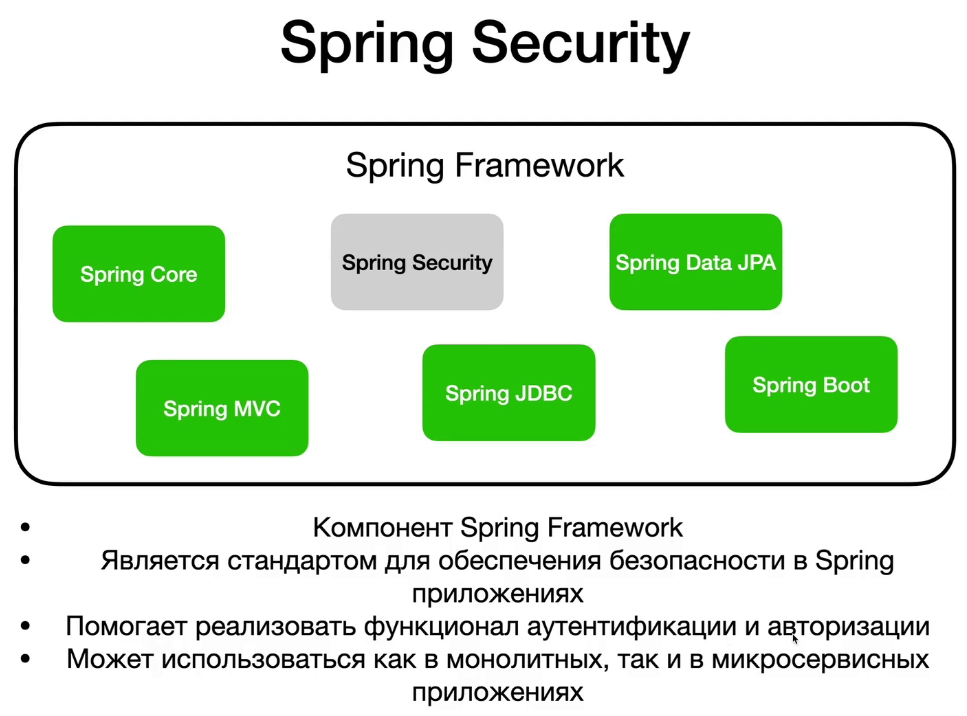 Spring Security
Spring Framework
Spring Core
Spring Security
Spring Data JPA
Spring MVC
Spring JDBC
Spring Boot
• Компонент Spring Framework
• Является стандартом для обеспечения безопасности в Spring
приложениях
• Помогает реализовать функционал аутентификации и авторизации
• Может использоваться как в монолитных, так и в микросервисных
приложениях